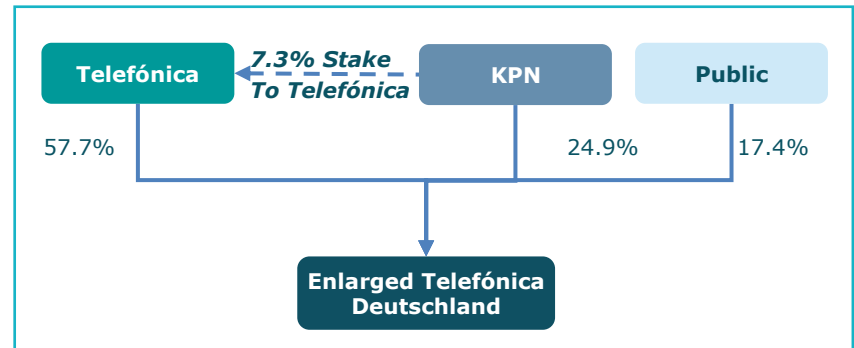 Telefónica
7.3% Stake
To Telefónica
KPN
Public
57.7%
24.9%
17.4%
Enlarged Telefónica
Deutschland